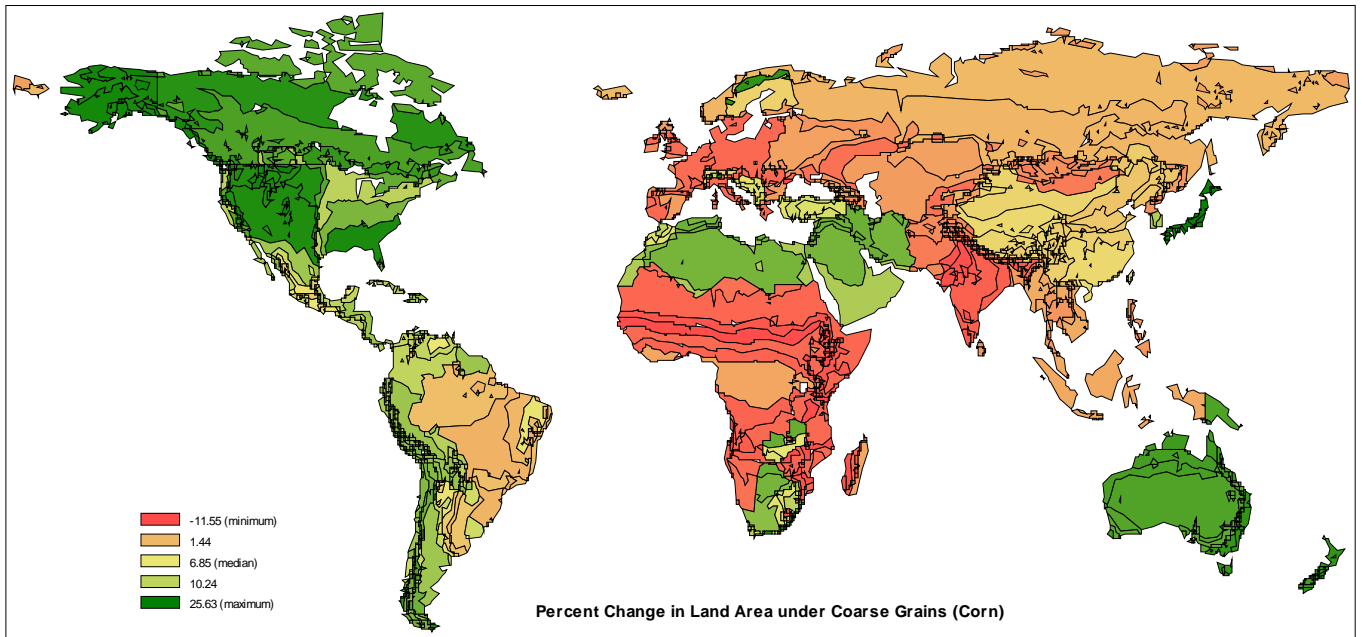 -11.55 (minimum)
1.44
6.85 (median)
10.24
25.63 (maximum)
Percent Change in Land Area under Coarse Grains (Corn)